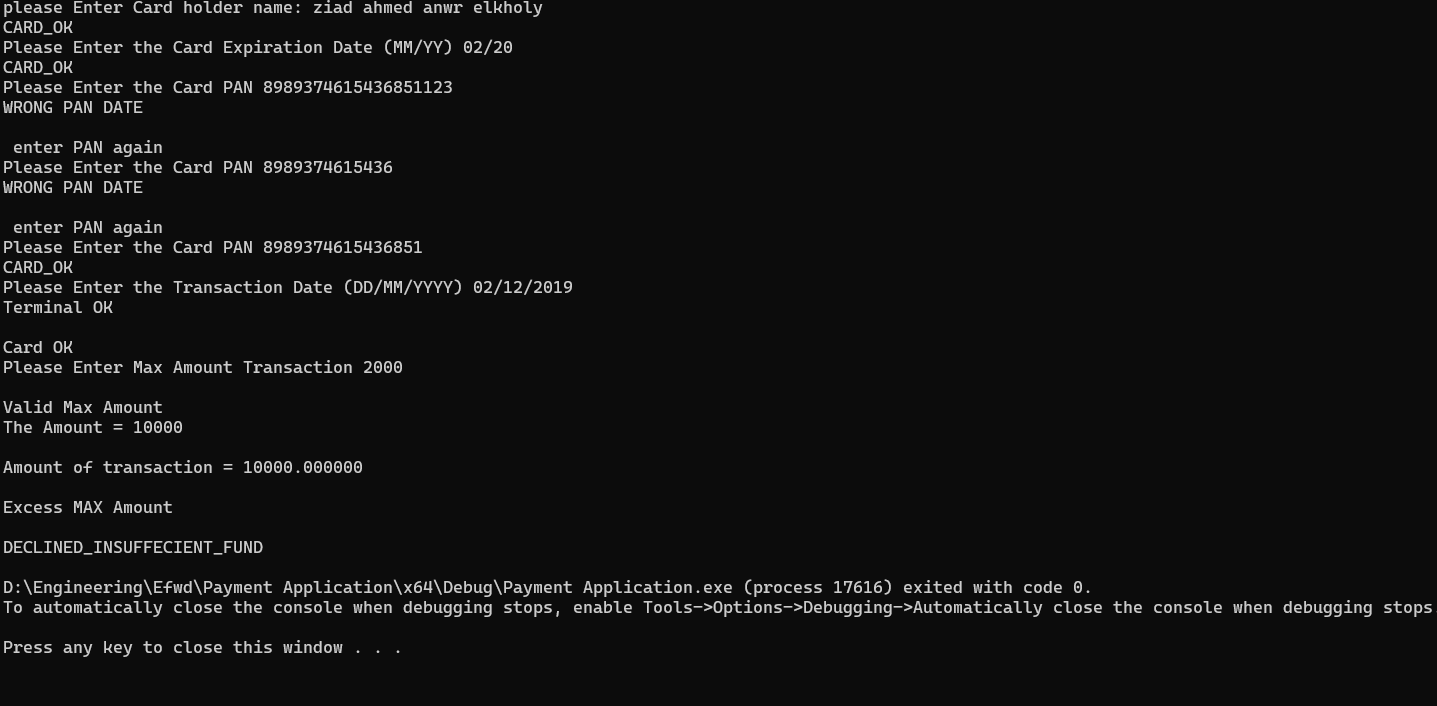 please Enter Card holder name: ziad ahmed anwr elkholy
CARD_OK
Please Enter the Card Expiration Date (MM/YY) 02/20
CARD_OK
Please Enter the Card PAN 8989374615436851123
WRONG PAN DATE
enter PAN again
Please Enter the Card PAN 8989374615436
WRONG PAN DATE
enter PAN again
Please Enter the Card PAN 8989374615436851
CARD_OK
Please Enter the Transaction Date (DD/MM/YYYY) 02/12/2019
Terminal OK
Card OK
Please Enter Max Amount Transaction 2000
Valid Max Amount
The Amount = 10000
Amount of transaction = 10000.000000
Excess MAX Amount
DECLINED_INSUFFECIENT_FUND
D:\Engineering\Efwd\Payment Application\x64\Debug\Payment Application.exe (process 17616) exited with code 0.
To automatically close the console when debugging stops, enable Tools->Options->Debugging->Automatically close the console when debugging stops.
Press any key to close this window . . .